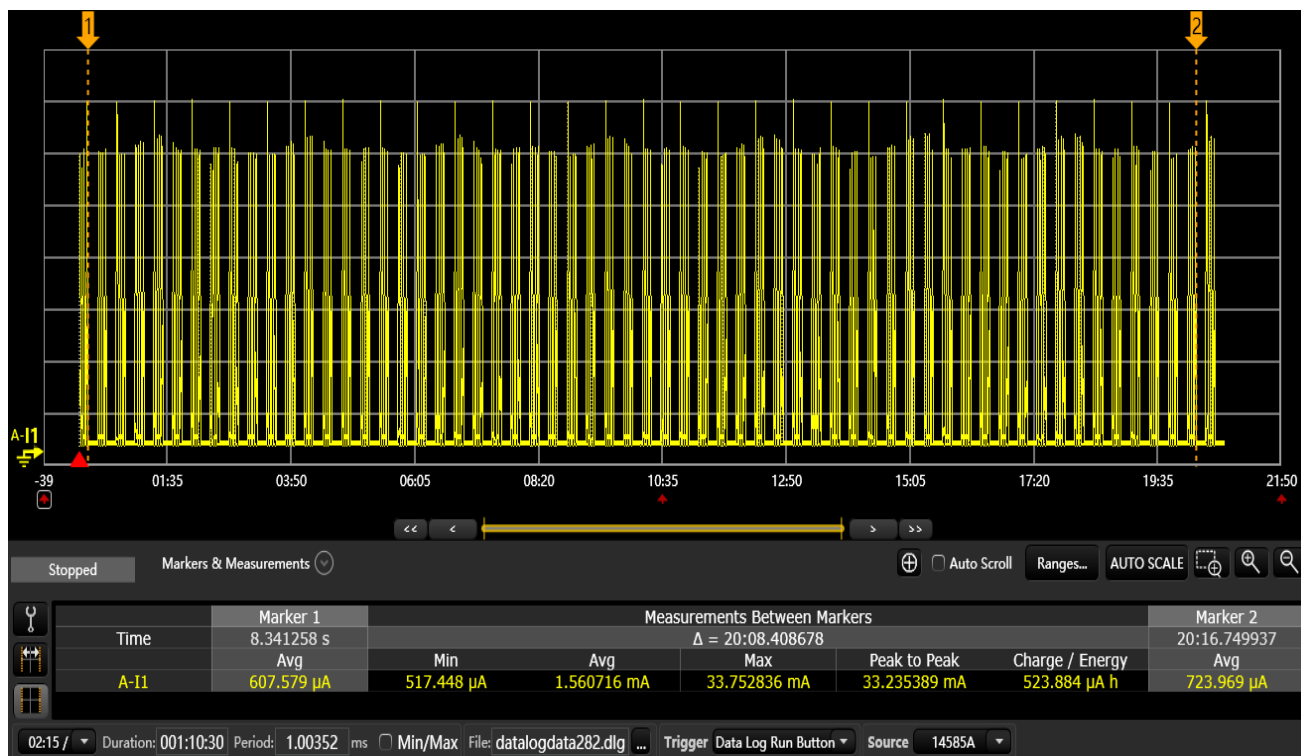 1 2
A-I1
-39 01:35 03:50 06:05 08:20 10:35 12:50 15:05 17:20 19:35 21:50
<< < > >>
Stopped Markers & Measurements Auto Scroll Ranges... AUTO SCALE
Marker 1 Measurements Between Markers Marker 2
Time 8.341258 s Δ = 20:08.408678 20:16.749937
Avg Min Avg Max Peak to Peak Charge / Energy Avg
A-I1 607.579 µA 517.448 µA 1.560716 mA 33.752836 mA 33.235389 mA 523.884 µA h 723.969 µA
02:15 / Duration: 001:10:30 Period: 1.00352 ms Min/Max File: datalogdata282.dlg ... Trigger Data Log Run Button Source 14585A